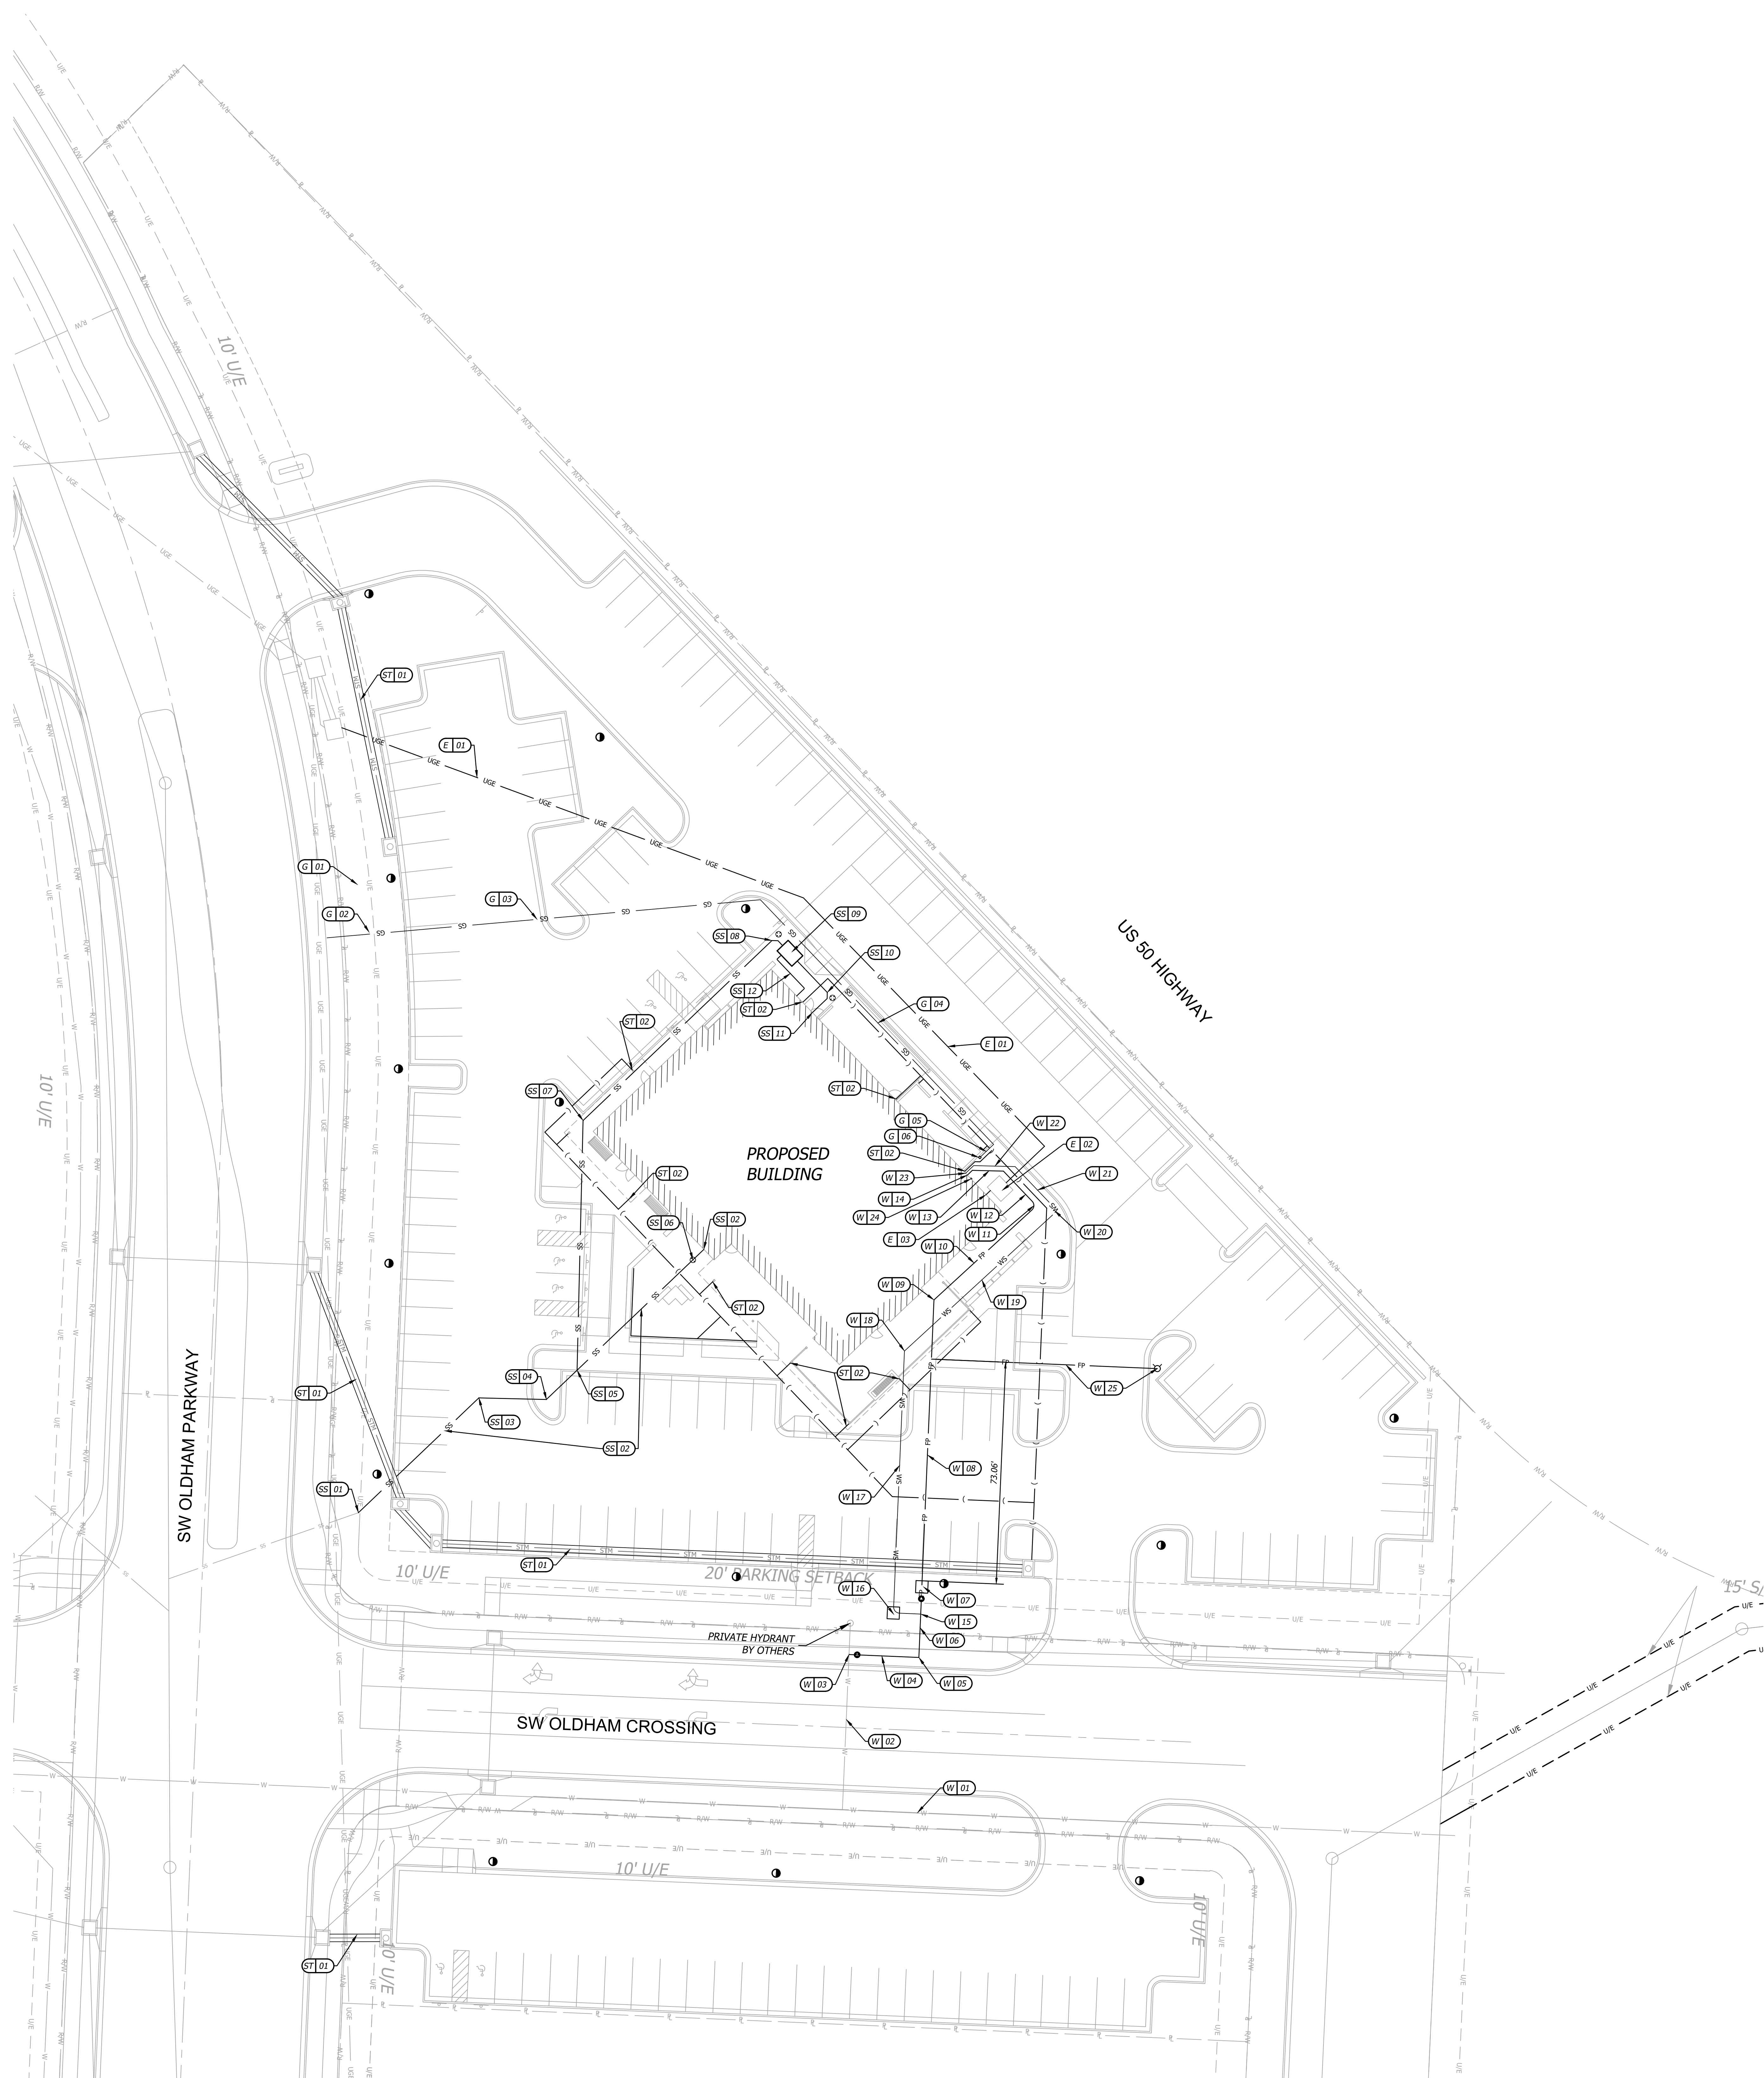 10' U/E
ST 01
E 01
G 01
G 03
G 02
SS 09
SS 08
SS 10
SS 12
G 04
ST 02
ST 02
SS 11
E 01
US 50 HIGHWAY
10' U/E
SS 07
ST 02
G 05
W 22
G 06
E 02
ST 02
PROPOSED
BUILDING
ST 02
W 23
W 21
W 14
W 24
W 13
W 12
SS 06
SS 02
W 11
W 20
E 03
W 10
W 09
ST 02
W 19
W 18
SS 04
ST 02
SW OLDHAM PARKWAY
ST 01
SS 05
W 25
SS 03
SS 02
W 08
73.06'
SS 01
W 17
ST 01
10' U/E
20' PARKING SETBACK
W 16
W 07
W 15
PRIVATE HYDRANT
BY OTHERS
W 06
W 03
W 04
W 05
SW OLDHAM CROSSING
W 02
W 01
10' U/E
10' U/E
10' U/E
ST 01